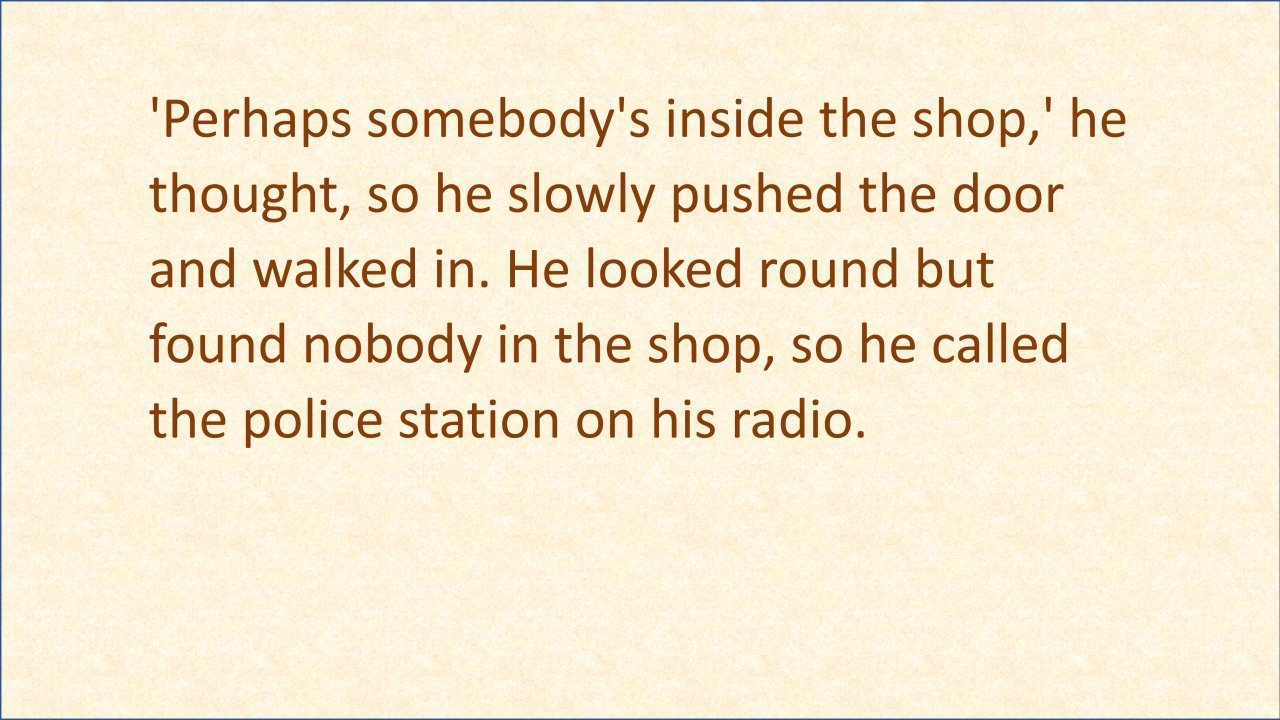 'Perhaps somebody's inside the shop,' he
thought, so he slowly pushed the door
and walked in. He looked round but
found nobody in the shop, so he called
the police station on his radio.